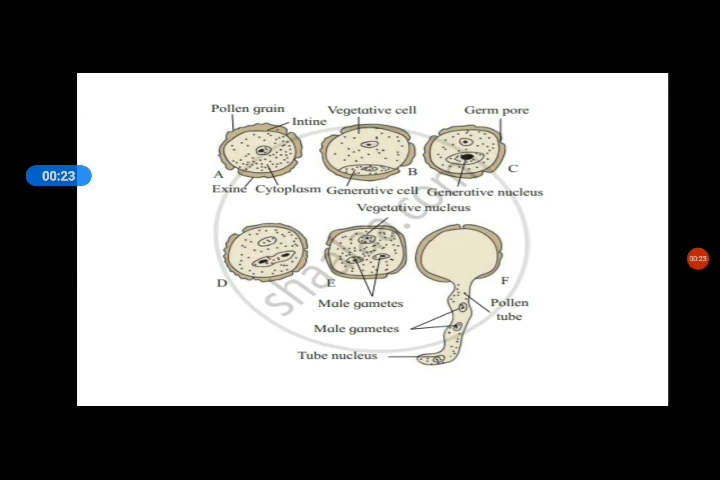 Pollen grain
Vegetative cell
Germ pore
Intine
A
B
C
Exine
Cytoplasm
Generative cell
Generative nucleus
Vegetative nucleus
D
E
F
Male gametes
Pollen
tube
Male gametes
Tube nucleus
00:23
00:23